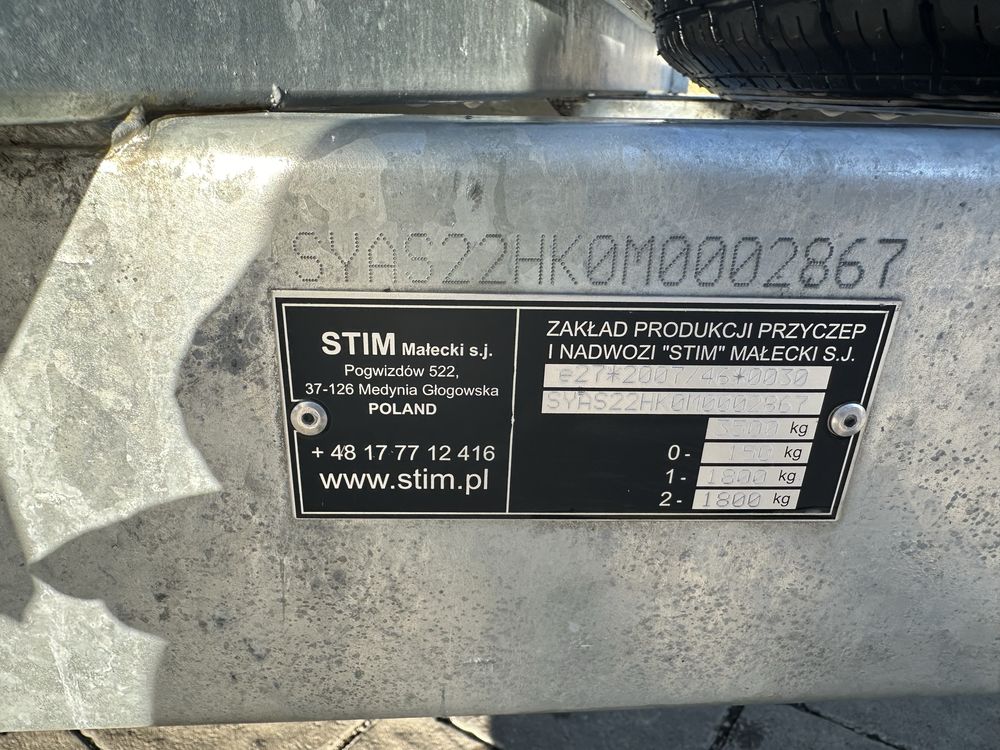 SYAS22HK0M0002867
STIM Małecki s.j.
Pogwizdów 522,
37-126 Medynia Głogowska
POLAND
+ 48 17 77 12 416
www.stim.pl
ZAKŁAD PRODUKCJI PRZYCZEP
I NADWOZI "STIM" MAŁECKI S.J.
e27*2007/46*0030
SYAS22HK0M0002867
3500 kg
0- 150 kg
1- 1800 kg
2- 1800 kg